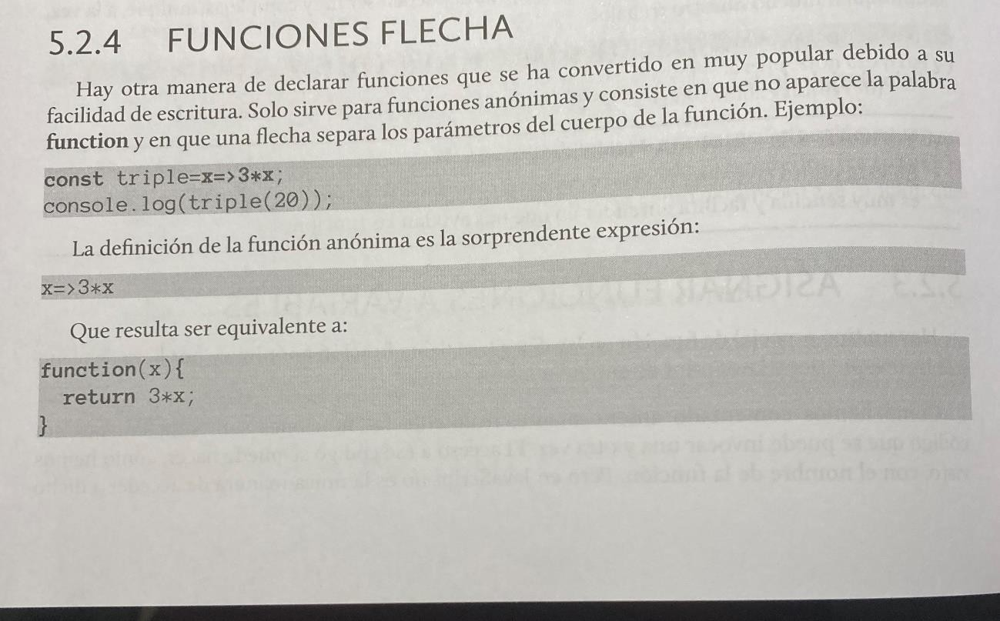 5.2.4 FUNCIONES FLECHA
Hay otra manera de declarar funciones que se ha convertido en muy popular debido a su
facilidad de escritura. Solo sirve para funciones anónimas y consiste en que no aparece la palabra
function y en que una flecha separa los parámetros del cuerpo de la función. Ejemplo:
const triple=x=>3*x;
console.log(triple(20));
La definición de la función anónima es la sorprendente expresión:
x=>3*x
Que resulta ser equivalente a:
function(x){
return 3*x;
}